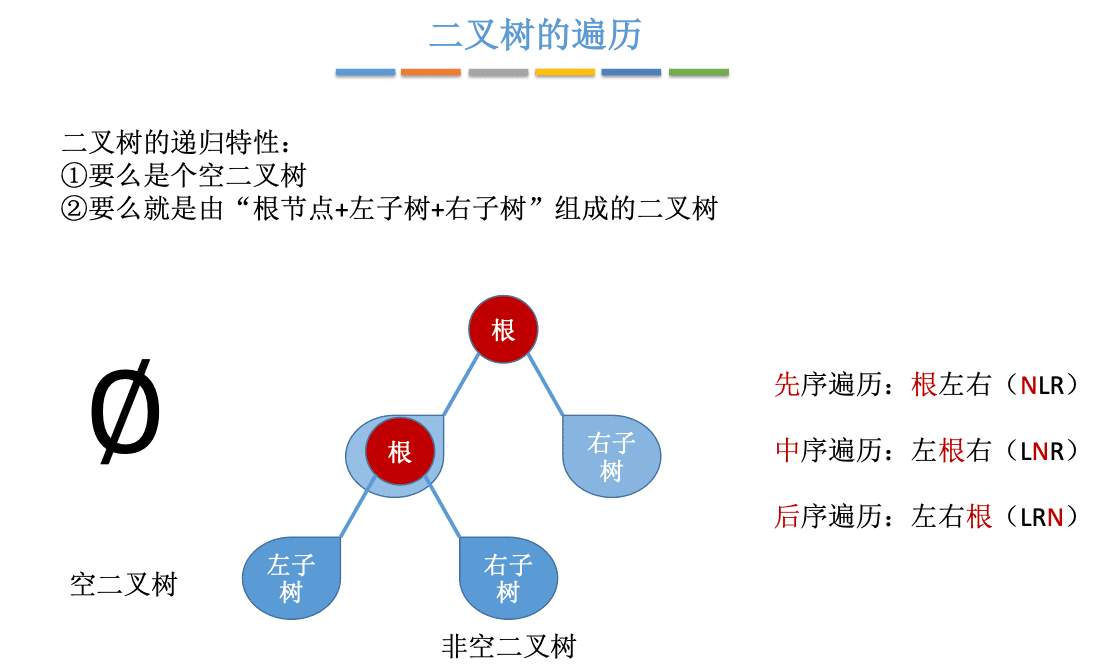 二叉树的遍历
二叉树的递归特性：
①要么是个空二叉树
②要么就是由“根节点+左子树+右子树”组成的二叉树
根
根
右子
树
左子
树
右子
树
∅
空二叉树
非空二叉树
先序遍历：根左右（NLR）
中序遍历：左根右（LNR）
后序遍历：左右根（LRN）